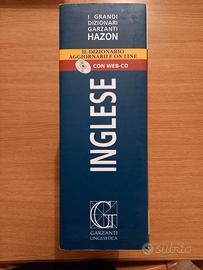 I GRANDI
DIZIONARI
GARZANTI
HAZON
IL DIZIONARIO
AGGIORNABILE ON LINE
CON WEB-CD
INGLESE
GARZANTI
LINGUISTICA
subito